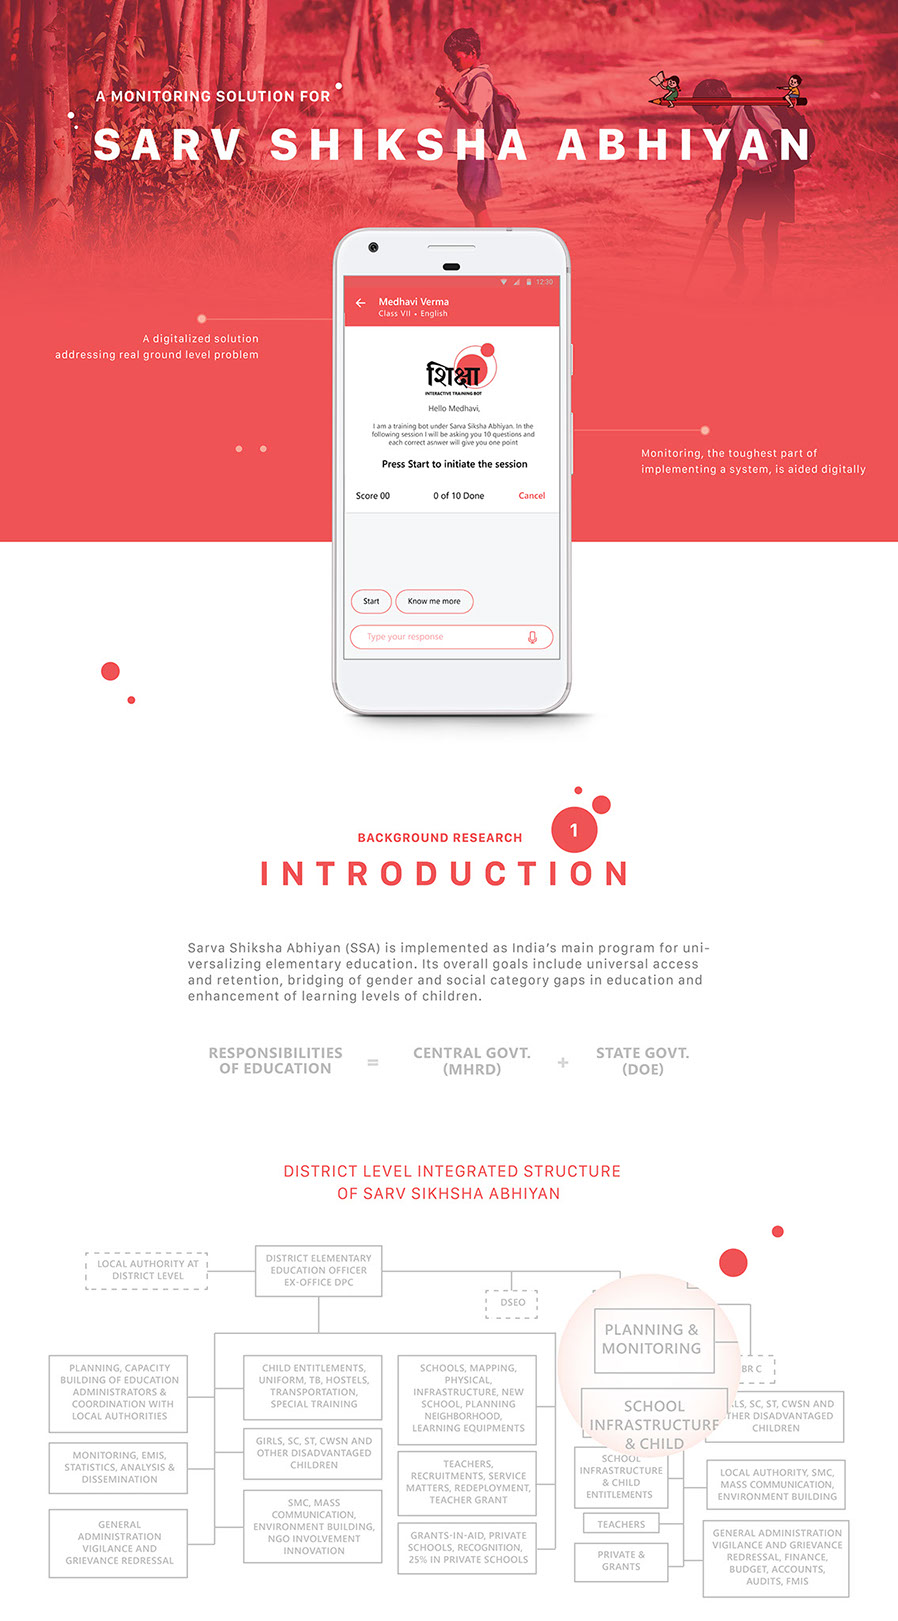 A MONITORING SOLUTION FOR
SARV SHIKSHA ABHIYAN
12:30
Medhavi Verma
Class VII • English
A digitalized solution
addressing real ground level problem
शिक्षा
INTERACTIVE TRAINING BOT
Hello Medhavi,
I am a training bot under Sarva Siksha Abhiyan. In the
following session I will be asking you 10 questions and
each correct asnwer will give you one point
Press Start to initiate the session
Score 00 0 of 10 Done Cancel
Monitoring, the toughest part of
implementing a system, is aided digitally
Start Know me more
Type your response
1
BACKGROUND RESEARCH
INTRODUCTION
Sarva Shiksha Abhiyan (SSA) is implemented as India's main program for uni-
versalizing elementary education. Its overall goals include universal access
and retention, bridging of gender and social category gaps in education and
enhancement of learning levels of children.
RESPONSIBILITIES
OF EDUCATION
=
CENTRAL GOVT.
(MHRD)
+
STATE GOVT.
(DOE)
DISTRICT LEVEL INTEGRATED STRUCTURE
OF SARV SIKHSHA ABHIYAN
LOCAL AUTHORITY AT
DISTRICT LEVEL
DISTRICT ELEMENTARY
EDUCATION OFFICER
EX-OFFICE DPC
DSEO
PLANNING &
MONITORING
SCHOOL
INFRASTRUCTURE
& CHILD
BR C
PLANNING, CAPACITY
BUILDING OF EDUCATION
ADMINISTRATORS &
COORDINATION WITH
LOCAL AUTHORITIES
MONITORING, EMIS,
STATISTICS, ANALYSIS &
DISSEMINATION
GENERAL
ADMINISTRATION
VIGILANCE AND
GRIEVANCE REDRESSAL
CHILD ENTITLEMENTS,
UNIFORM, TB, HOSTELS,
TRANSPORTATION,
SPECIAL TRAINING
GIRLS, SC, ST, CWSN AND
OTHER DISADVANTAGED
CHILDREN
SMC, MASS
COMMUNICATION,
ENVIRONMENT BUILDING,
NGO INVOLVEMENT
INNOVATION
SCHOOLS, MAPPING,
PHYSICAL,
INFRASTRUCTURE, NEW
SCHOOL, PLANNING
NEIGHBORHOOD,
LEARNING EQUIPMENTS
TEACHERS,
RECRUITMENTS, SERVICE
MATTERS, REDEPLOYMENT,
TEACHER GRANT
GRANTS-IN-AID, PRIVATE
SCHOOLS, RECOGNITION,
25% IN PRIVATE SCHOOLS
SCHOOL
INFRASTRUCTURE
& CHILD
ENTITLEMENTS
TEACHERS
PRIVATE &
GRANTS
LS, SC, ST, CWSN AND
THER DISADVANTAGED
CHILDREN
LOCAL AUTHORITY, SMC,
MASS COMMUNICATION,
ENVIRONMENT BUILDING
GENERAL ADMINISTRATION
VIGILANCE AND GRIEVANCE
REDRESSAL, FINANCE,
BUDGET, ACCOUNTS,
AUDITS, FMIS